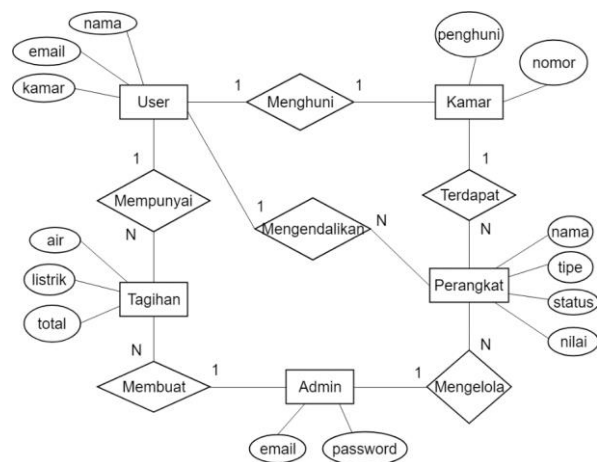 nama
penghuni
email
nomor
kamar
User
1
Menghuni
1
Kamar
1
1
Mempunyai
Terdapat
1
Mengendalikan
N
N
N
nama
air
tipe
listrik
Tagihan
Perangkat
status
total
nilai
N
N
Membuat
1
Admin
1
Mengelola
email
password